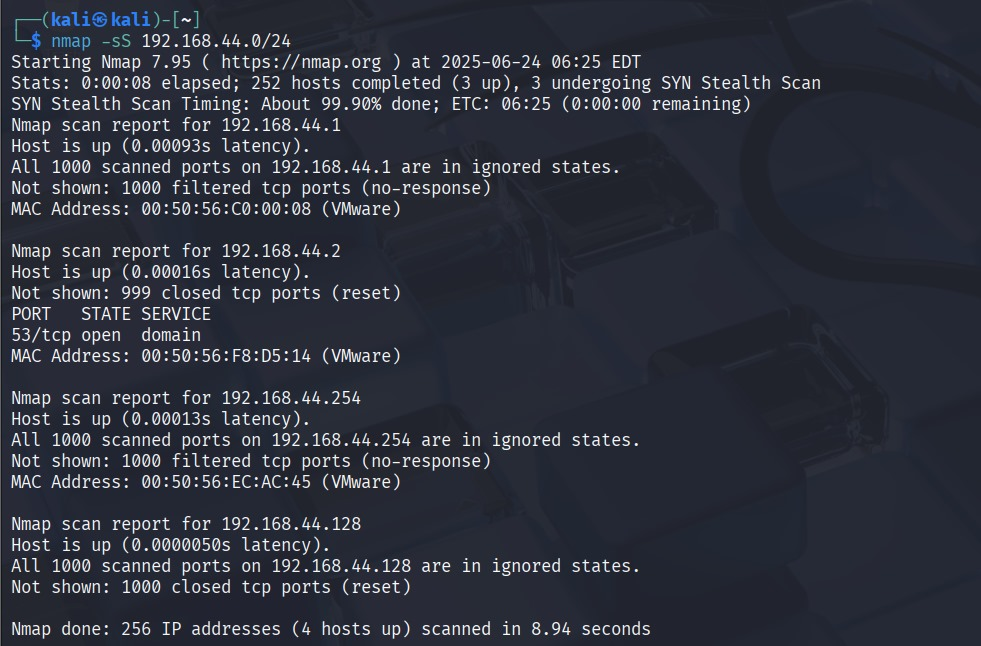 ┌──(kali㉿kali)-[~]
└─$ nmap -sS 192.168.44.0/24
Starting Nmap 7.95 ( https://nmap.org ) at 2025-06-24 06:25 EDT
Stats: 0:00:08 elapsed; 252 hosts completed (3 up), 3 undergoing SYN Stealth Scan
SYN Stealth Scan Timing: About 99.90% done; ETC: 06:25 (0:00:00 remaining)
Nmap scan report for 192.168.44.1
Host is up (0.00093s latency).
All 1000 scanned ports on 192.168.44.1 are in ignored states.
Not shown: 1000 filtered tcp ports (no-response)
MAC Address: 00:50:56:C0:00:08 (VMware)

Nmap scan report for 192.168.44.2
Host is up (0.00016s latency).
Not shown: 999 closed tcp ports (reset)
PORT   STATE SERVICE
53/tcp open  domain
MAC Address: 00:50:56:F8:D5:14 (VMware)

Nmap scan report for 192.168.44.254
Host is up (0.00013s latency).
All 1000 scanned ports on 192.168.44.254 are in ignored states.
Not shown: 1000 filtered tcp ports (no-response)
MAC Address: 00:50:56:EC:AC:45 (VMware)

Nmap scan report for 192.168.44.128
Host is up (0.0000050s latency).
All 1000 scanned ports on 192.168.44.128 are in ignored states.
Not shown: 1000 closed tcp ports (reset)

Nmap done: 256 IP addresses (4 hosts up) scanned in 8.94 seconds